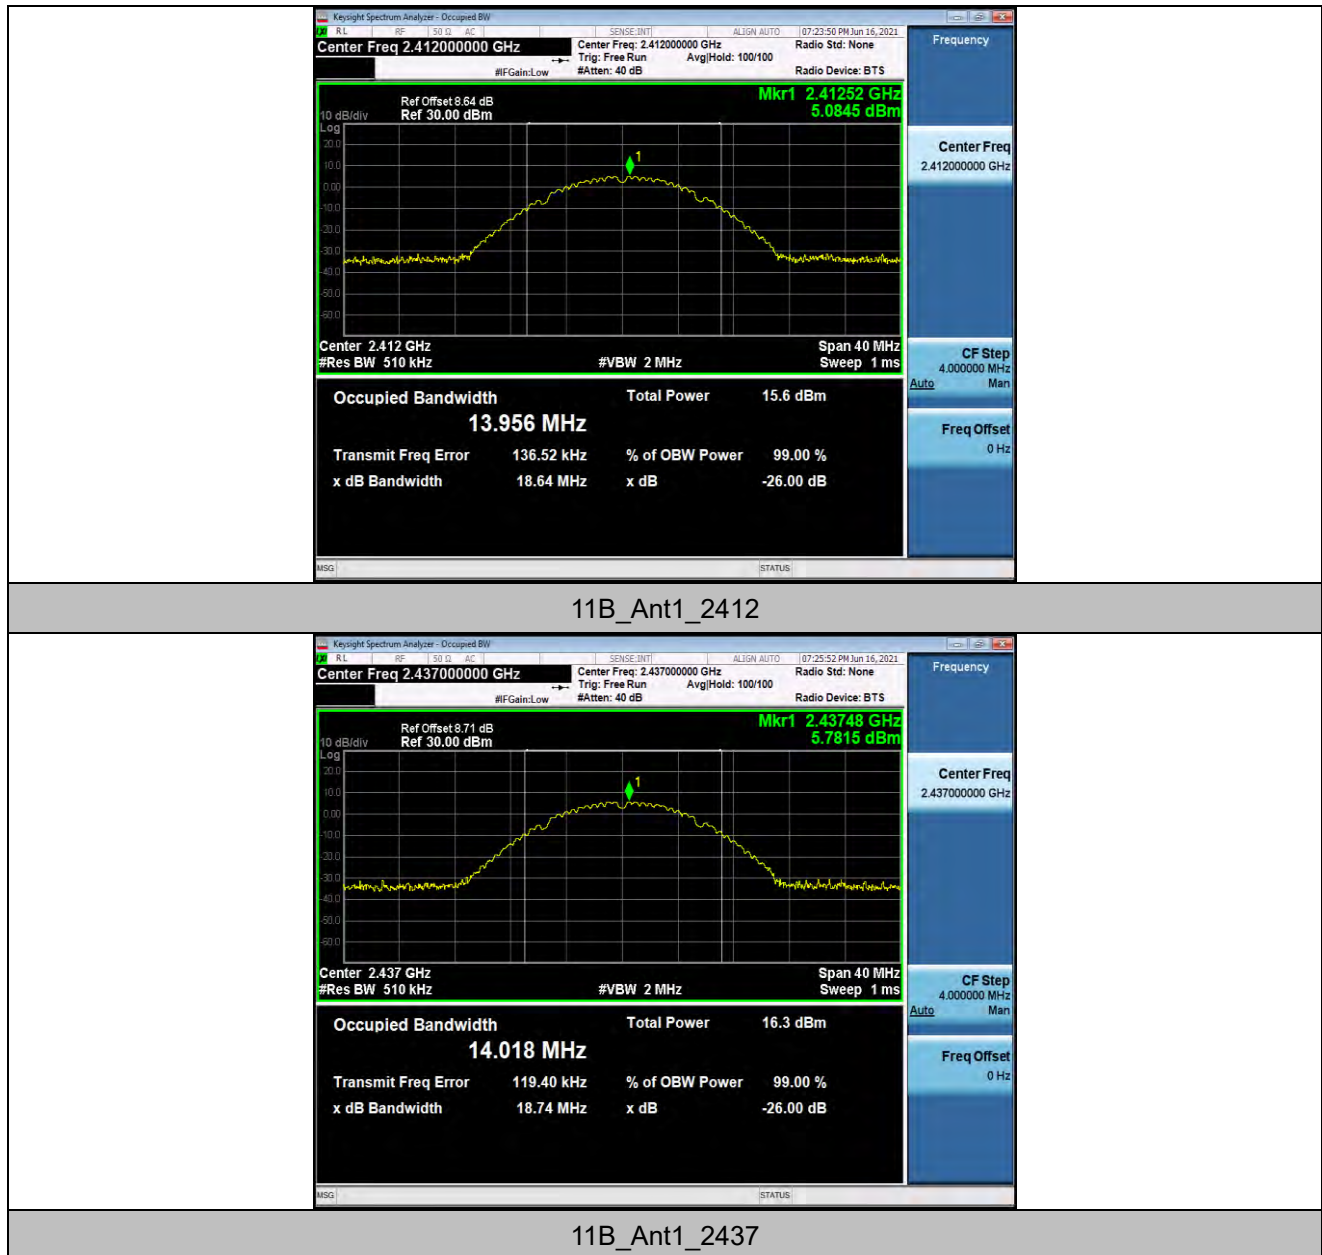 Keysight Spectrum Analyzer - Occupied BW
RL RF 50 Ω AC SENSE:INT ALIGN AUTO 07:23:50 PM Jun 16, 2021
Center Freq 2.412000000 GHz
Center Freq: 2.412000000 GHz Radio Std: None
Trig: Free Run Avg|Hold: 100/100
#IFGain:Low #Atten: 40 dB Radio Device: BTS
Frequency
Mkr1 2.41252 GHz
5.0845 dBm
Ref Offset 8.64 dB
10 dB/div Ref 30.00 dBm
Log
20.0
10.0
0.00
-10.0
-20.0
-30.0
-40.0
-50.0
-60.0
1
Center Freq
2.412000000 GHz
Center 2.412 GHz Span 40 MHz
#Res BW 510 kHz #VBW 2 MHz Sweep 1 ms
CF Step
4.000000 MHz
Auto Man
Occupied Bandwidth Total Power 15.6 dBm
13.956 MHz
Transmit Freq Error 136.52 kHz % of OBW Power 99.00 %
x dB Bandwidth 18.64 MHz x dB -26.00 dB
Freq Offset
0 Hz
MSG STATUS
11B_Ant1_2412
Keysight Spectrum Analyzer - Occupied BW
RL RF 50 Ω AC SENSE:INT ALIGN AUTO 07:25:52 PM Jun 16, 2021
Center Freq 2.437000000 GHz
Center Freq: 2.437000000 GHz Radio Std: None
Trig: Free Run Avg|Hold: 100/100
#IFGain:Low #Atten: 40 dB Radio Device: BTS
Frequency
Mkr1 2.43748 GHz
5.7815 dBm
Ref Offset 8.71 dB
10 dB/div Ref 30.00 dBm
Log
20.0
10.0
0.00
-10.0
-20.0
-30.0
-40.0
-50.0
-60.0
1
Center Freq
2.437000000 GHz
Center 2.437 GHz Span 40 MHz
#Res BW 510 kHz #VBW 2 MHz Sweep 1 ms
CF Step
4.000000 MHz
Auto Man
Occupied Bandwidth Total Power 16.3 dBm
14.018 MHz
Transmit Freq Error 119.40 kHz % of OBW Power 99.00 %
x dB Bandwidth 18.74 MHz x dB -26.00 dB
Freq Offset
0 Hz
MSG STATUS
11B_Ant1_2437